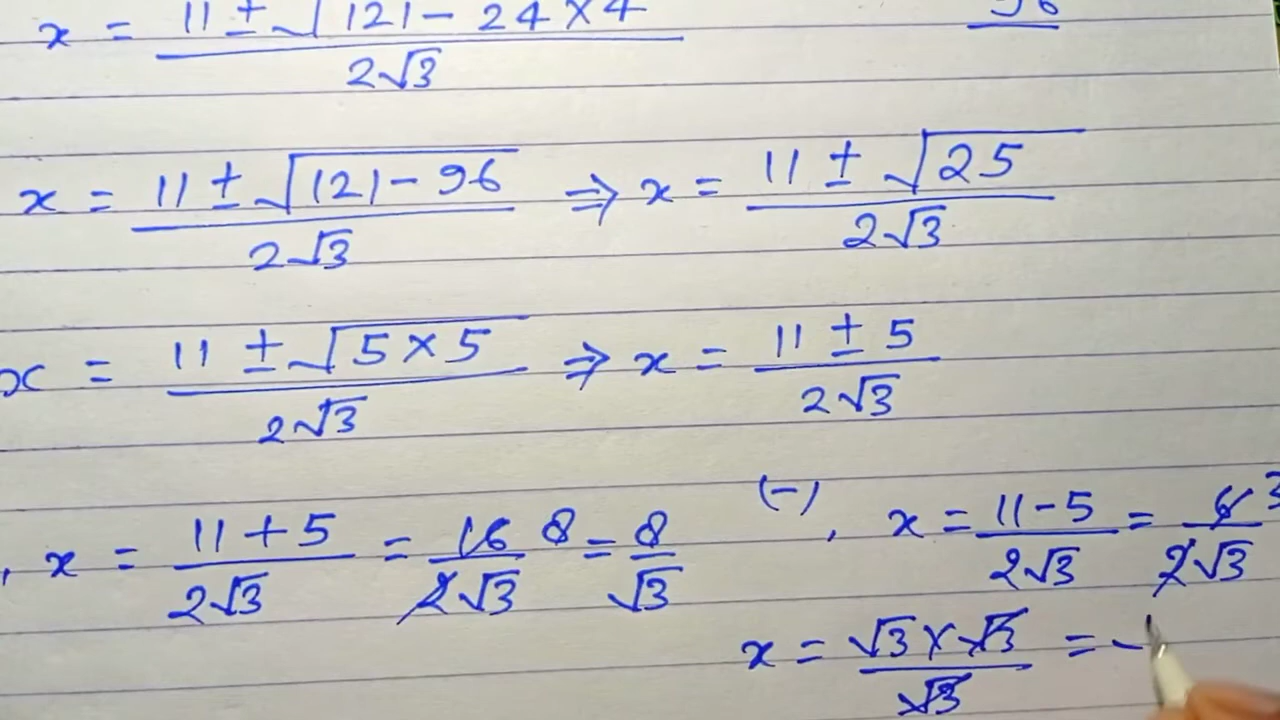 x = 11 ± √121 - 24 × 4 / 2√3
96
x = 11 ± √121 - 96 / 2√3 ⇒ x = 11 ± √25 / 2√3
x = 11 ± √5 × 5 / 2√3 ⇒ x = 11 ± 5 / 2√3
(-)
, x = 11 + 5 / 2√3 = 16 8 / 2√3 = 8 / √3 , x = 11 - 5 / 2√3 = 6 3 / 2√3
x = √3 × √3 / √3 =